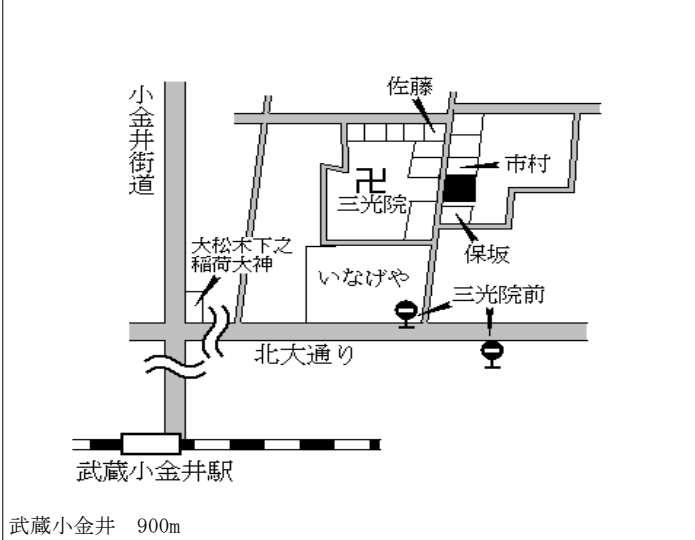 佐藤
小金井街道
市村
卍
三光院
保坂
大松木下之
稲荷大神
いなげや
三光院前
北大通り
武蔵小金井駅
武蔵小金井 900m